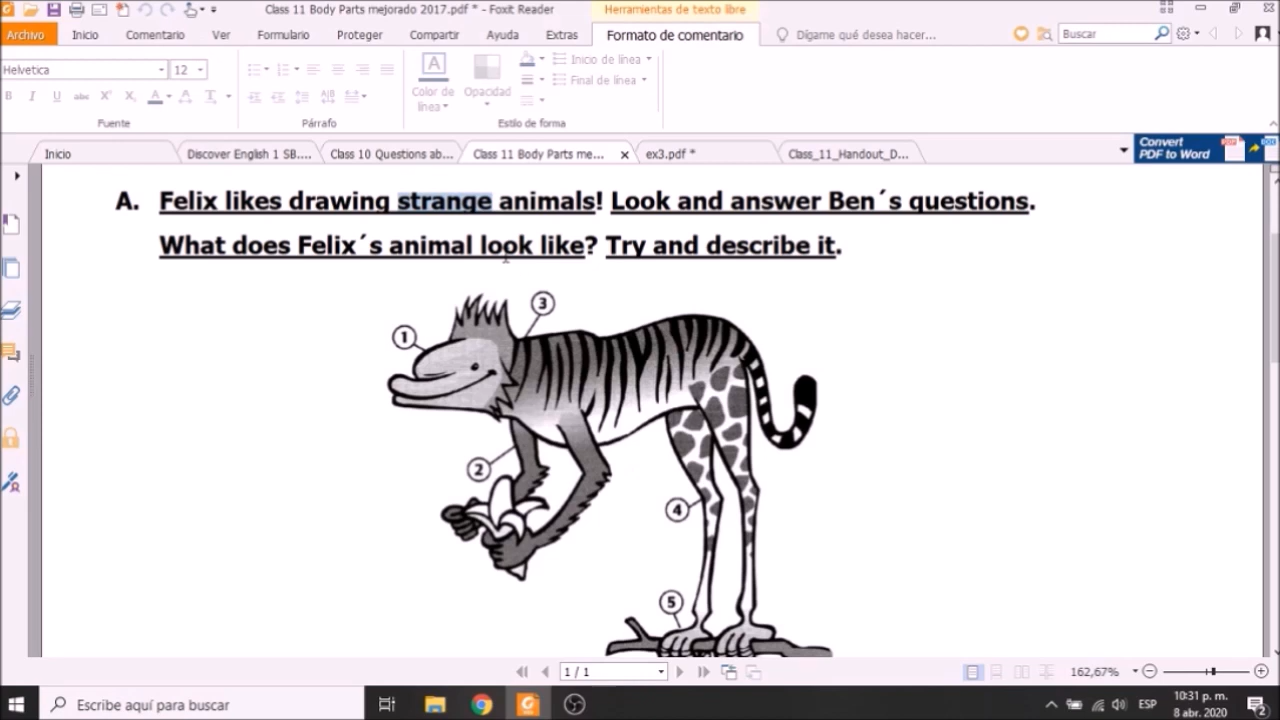 Class 11 Body Parts mejorado 2017.pdf * - Foxit Reader
Herramientas de texto libre
Archivo Inicio Comentario Ver Formulario Proteger Compartir Ayuda Extras Formato de comentario Dígame qué desea hacer... Buscar
Helvetica 12
Color de línea
Opacidad
Inicio de línea
Final de línea
Fuente Párrafo Estilo de forma
Inicio Discover English 1 SB.... Class 10 Questions ab... Class 11 Body Parts me... ex3.pdf * Class_11_Handout_D...
Convert
PDF to Word
A. Felix likes drawing strange animals! Look and answer Ben´s questions.
What does Felix´s animal look like? Try and describe it.
3
1
2
4
5
1 / 1
162,67%
Escribe aquí para buscar
ESP
10:31 p. m.
8 abr. 2020
2